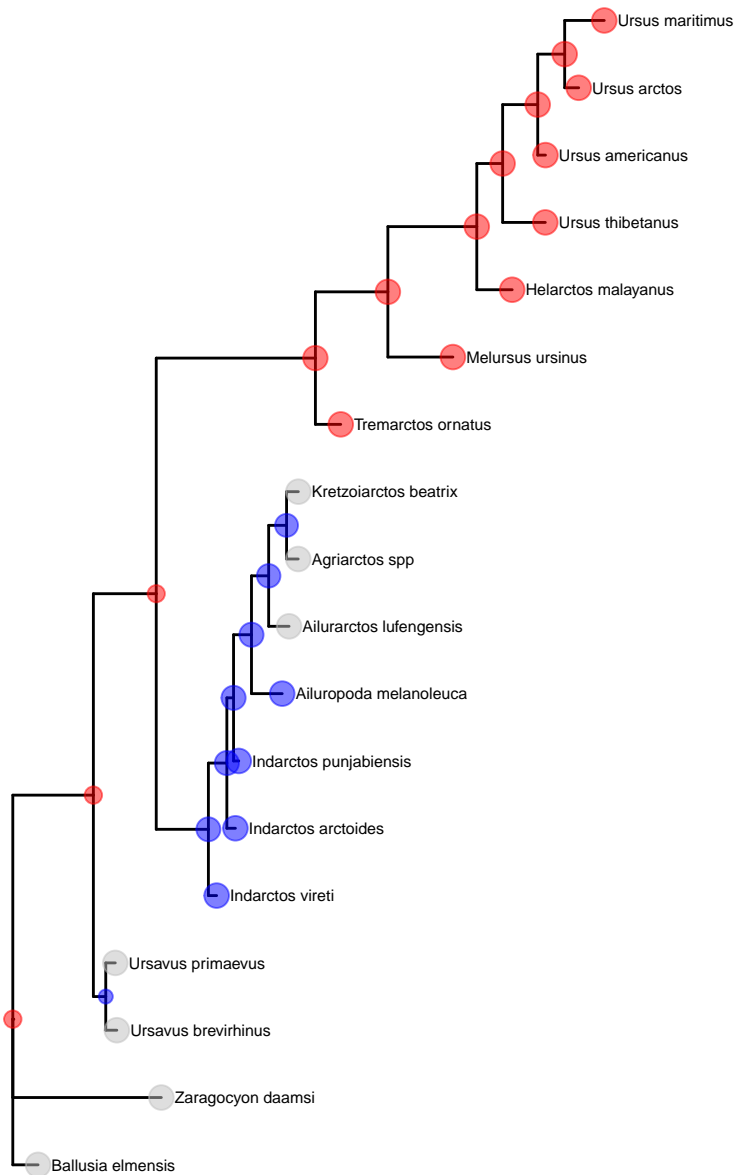 Ursus maritimus
Ursus arctos
Ursus americanus
Ursus thibetanus
Helarctos malayanus
Melursus ursinus
Tremarctos ornatus
Kretzoiarctos beatrix
Agriarctos spp
Ailurarctos lufengensis
Ailuropoda melanoleuca
Indarctos punjabiensis
Indarctos arctoides
Indarctos vireti
Ursavus primaevus
Ursavus brevirhinus
Zaragocyon daamsi
Ballusia elmensis